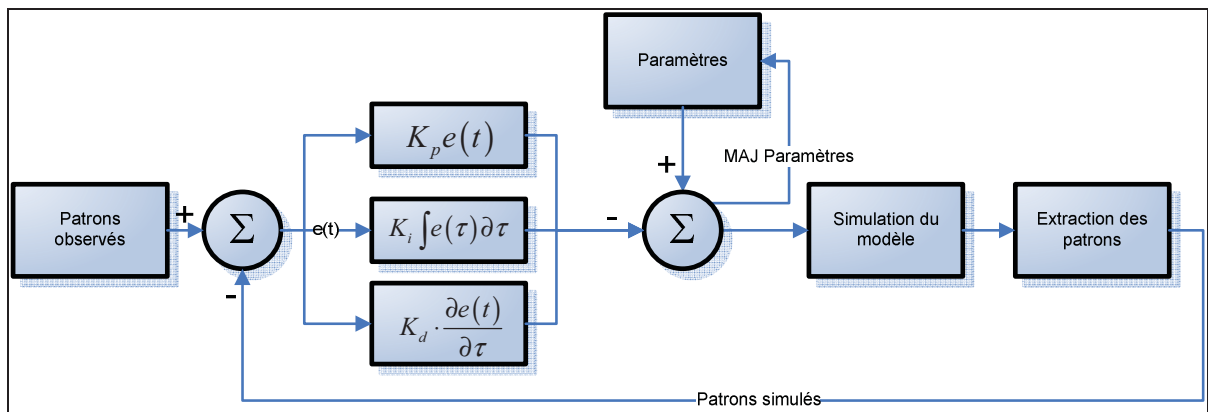 Paramètres
K_p e(t)
+
MAJ Paramètres
Patrons
observés
+
Σ
e(t)
K_i ∫ e(τ) ∂τ
-
Σ
Simulation du
modèle
Extraction des
patrons
-
K_d · ∂e(t)/∂τ
Patrons simulés